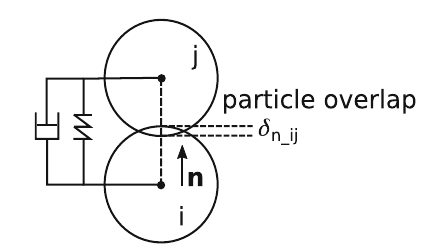 j
particle overlap
δn_ij
n
i